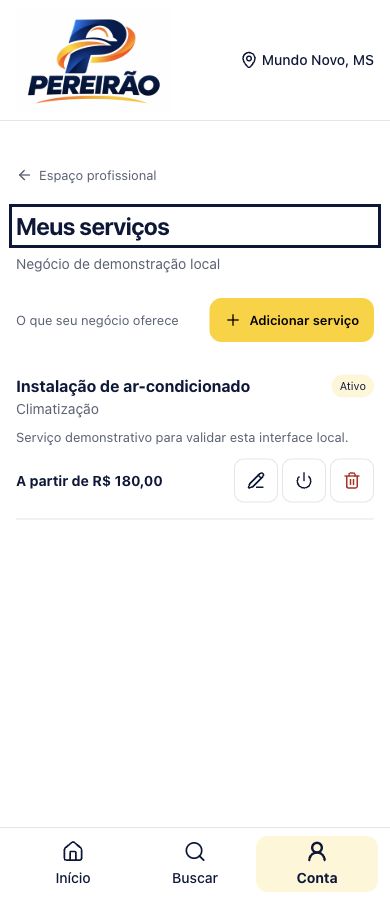 PEREIRÃO
Mundo Novo, MS
Espaço profissional
Meus serviços
Negócio de demonstração local
O que seu negócio oferece
Adicionar serviço
Instalação de ar-condicionado
Ativo
Climatização
Serviço demonstrativo para validar esta interface local.
A partir de R$ 180,00
Início
Buscar
Conta